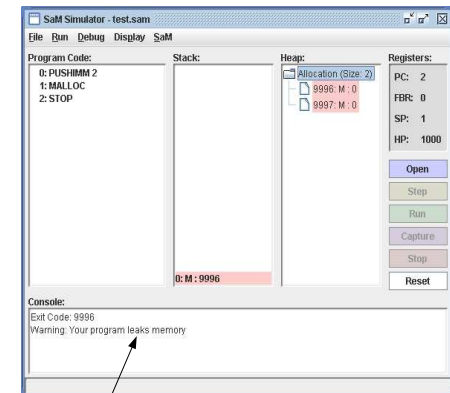 SaM Simulator - test.sam
File Run Debug Display SaM
Program Code:
0: PUSHIMM 2
1: MALLOC
2: STOP
Stack:
0: M : 9996
Heap:
Allocation (Size: 2)
9996: M : 0
9997: M : 0
Registers:
PC: 2
FBR: 0
SP: 1
HP: 1000
Open
Step
Run
Capture
Stop
Reset
Console:
Exit Code: 9996
Warning: Your program leaks memory